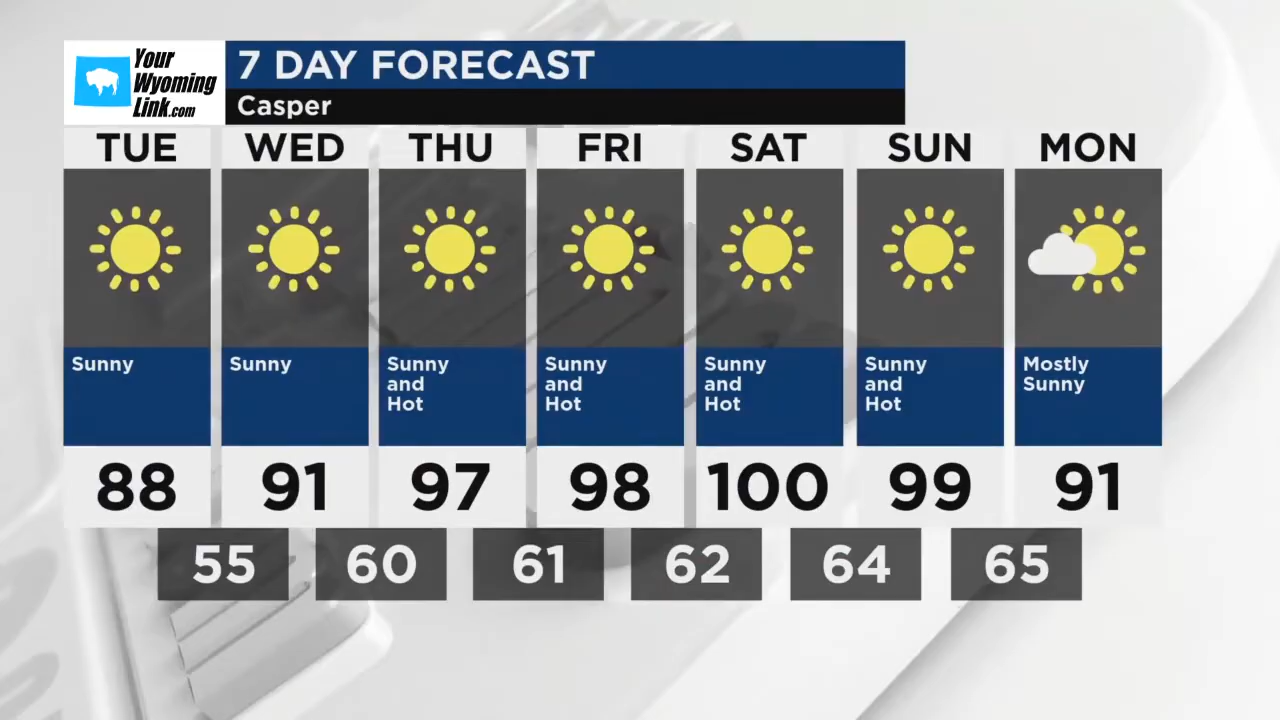 Your
Wyoming
Link.com
7 DAY FORECAST
Casper
TUE WED THU FRI SAT SUN MON
Sunny
Sunny
Sunny
and
Hot
Sunny
and
Hot
Sunny
and
Hot
Sunny
and
Hot
Mostly
Sunny
88 91 97 98 100 99 91
55 60 61 62 64 65